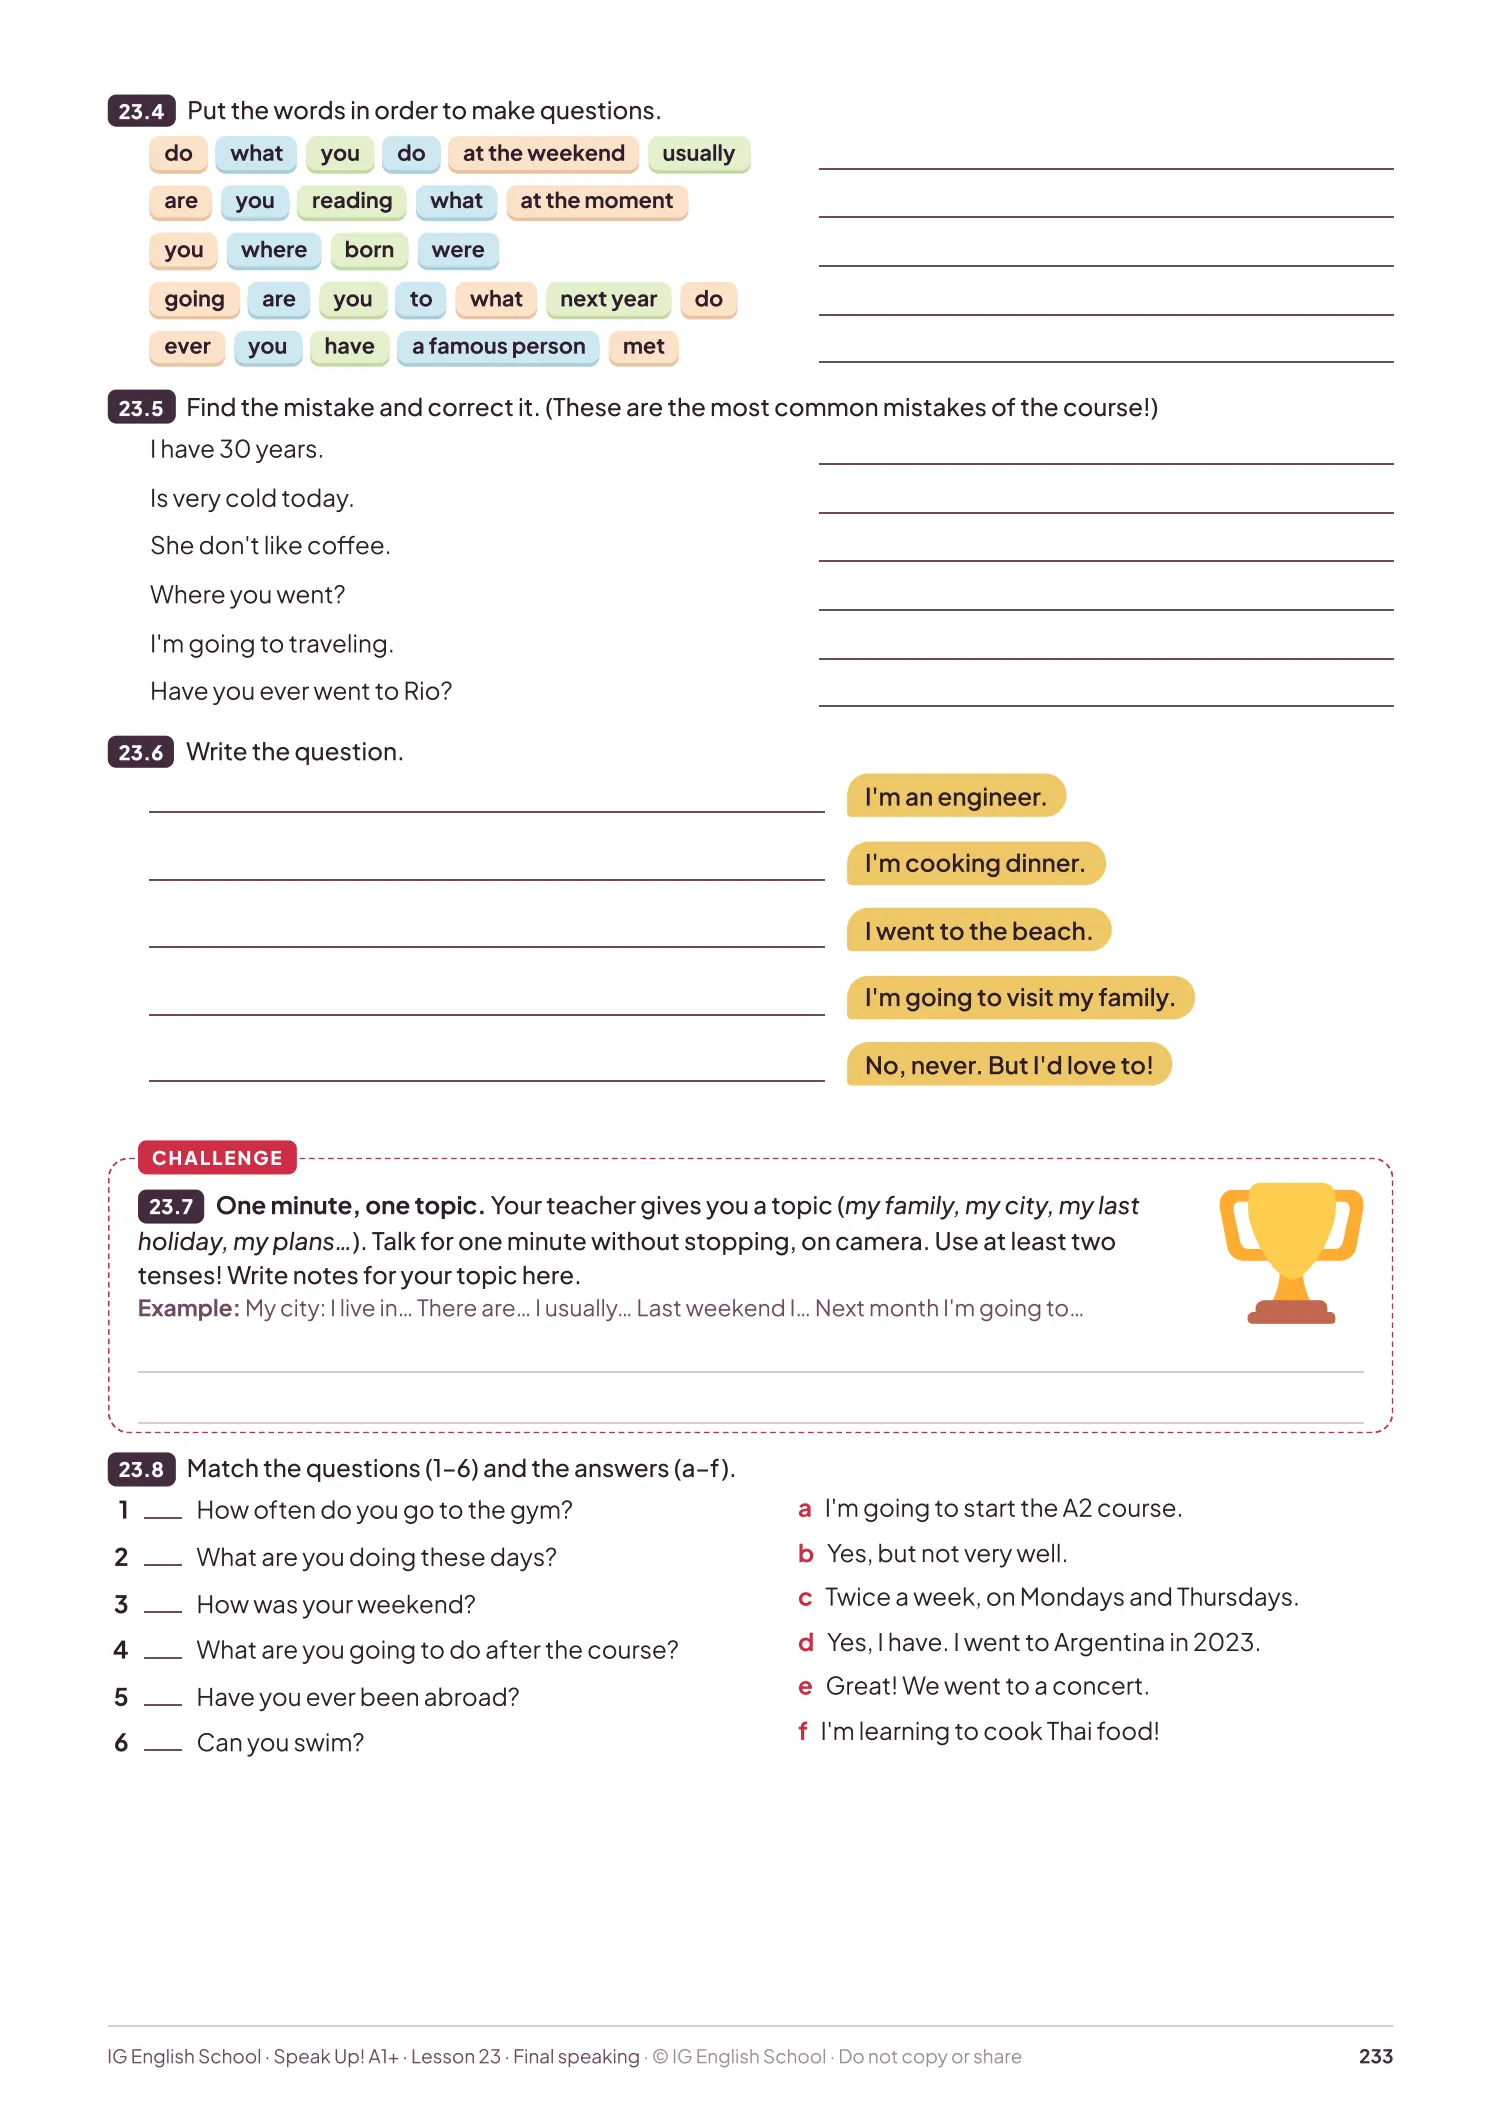 23.4 Put the words in order to make questions.
do what you do at the weekend usually
are you reading what at the moment
you where born were
going are you to what next year do
ever you have a famous person met
23.5 Find the mistake and correct it. (These are the most common mistakes of the course!)
I have 30 years.
Is very cold today.
She don't like coffee.
Where you went?
I'm going to traveling.
Have you ever went to Rio?
23.6 Write the question.
I'm an engineer.
I'm cooking dinner.
I went to the beach.
I'm going to visit my family.
No, never. But I'd love to!
CHALLENGE
23.7 One minute, one topic. Your teacher gives you a topic (my family, my city, my last
holiday, my plans...). Talk for one minute without stopping, on camera. Use at least two
tenses! Write notes for your topic here.
Example: My city: I live in... There are... I usually... Last weekend I... Next month I'm going to...
23.8 Match the questions (1–6) and the answers (a–f).
1 ___ How often do you go to the gym?
2 ___ What are you doing these days?
3 ___ How was your weekend?
4 ___ What are you going to do after the course?
5 ___ Have you ever been abroad?
6 ___ Can you swim?
a I'm going to start the A2 course.
b Yes, but not very well.
c Twice a week, on Mondays and Thursdays.
d Yes, I have. I went to Argentina in 2023.
e Great! We went to a concert.
f I'm learning to cook Thai food!
IG English School · Speak Up! A1+ · Lesson 23 · Final speaking · © IG English School · Do not copy or share 233